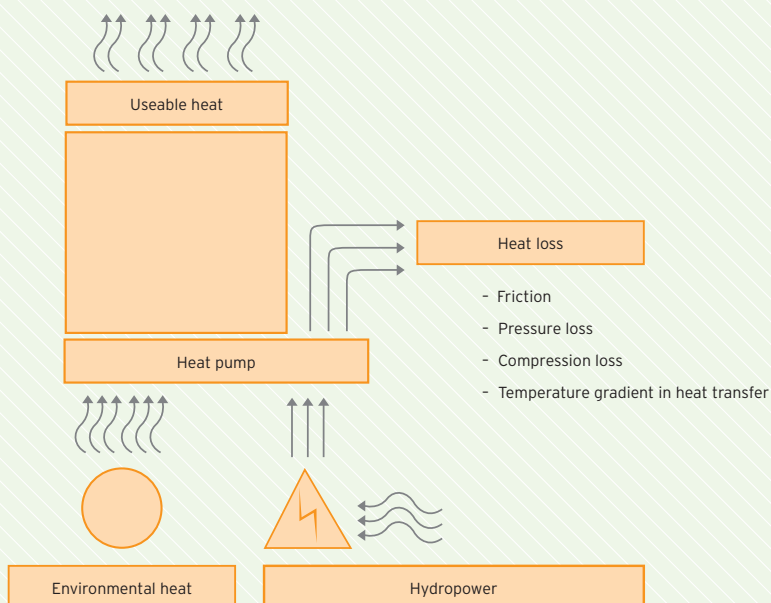 Useable heat
Heat loss
– Friction
– Pressure loss
– Compression loss
– Temperature gradient in heat transfer
Heat pump
Environmental heat
Hydropower